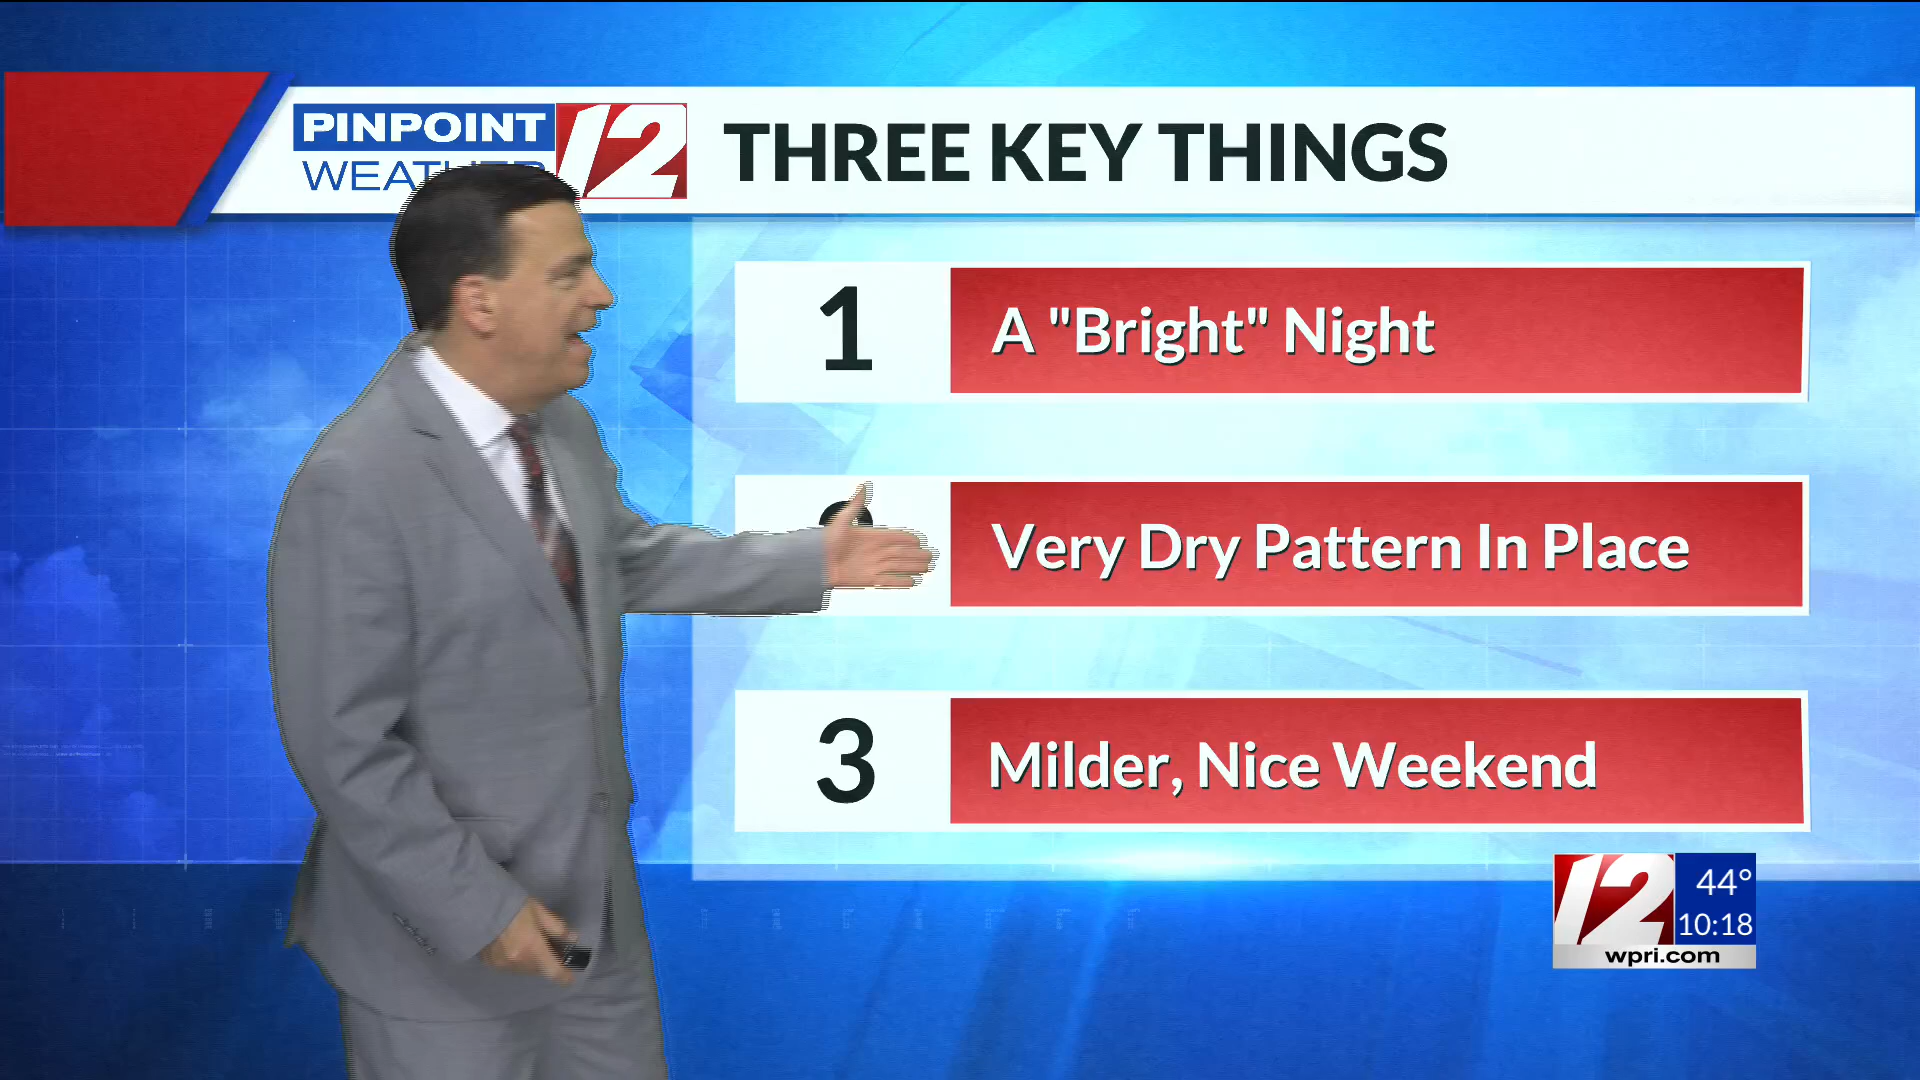 PINPOINT
WEATHER
12
THREE KEY THINGS
1
A "Bright" Night
Very Dry Pattern In Place
3
Milder, Nice Weekend
12
44°
10:18
wpri.com